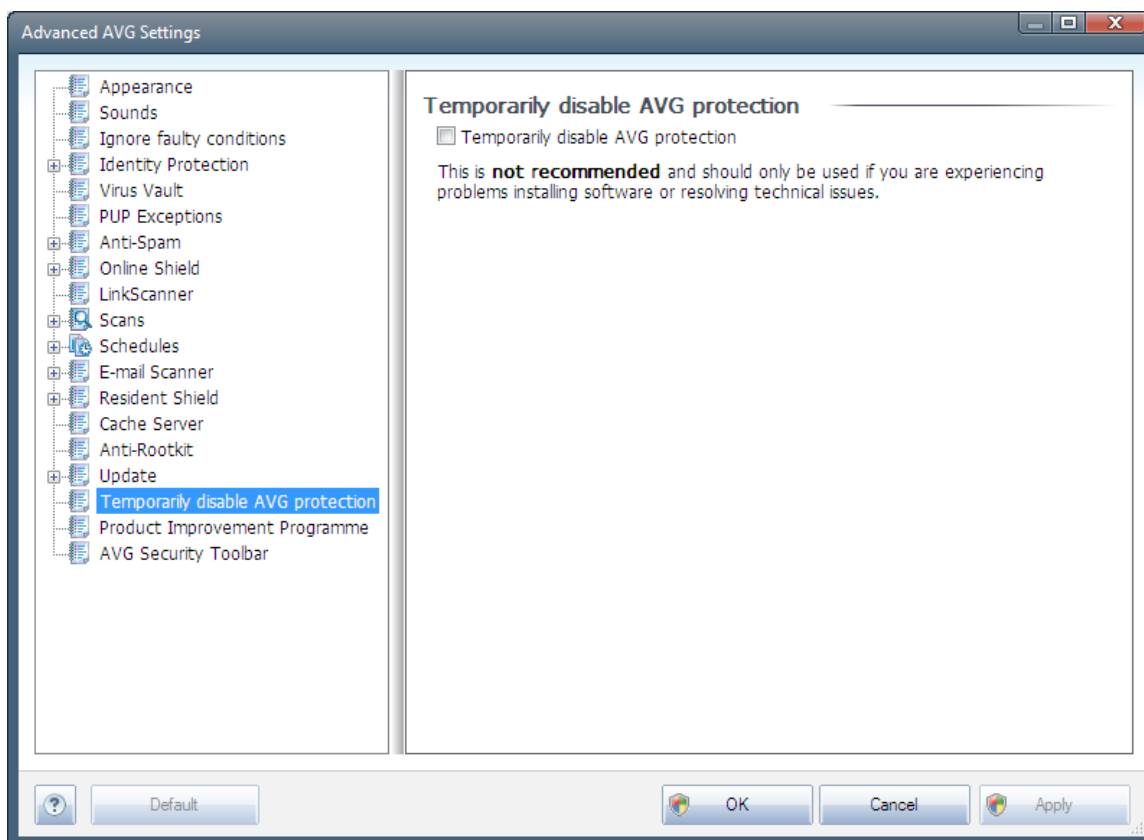 Advanced AVG Settings
Appearance
Sounds
Ignore faulty conditions
Identity Protection
Virus Vault
PUP Exceptions
Anti-Spam
Online Shield
LinkScanner
Scans
Schedules
E-mail Scanner
Resident Shield
Cache Server
Anti-Rootkit
Update
Temporarily disable AVG protection
Product Improvement Programme
AVG Security Toolbar
Temporarily disable AVG protection
Temporarily disable AVG protection
This is not recommended and should only be used if you are experiencing
problems installing software or resolving technical issues.
? Default OK Cancel Apply